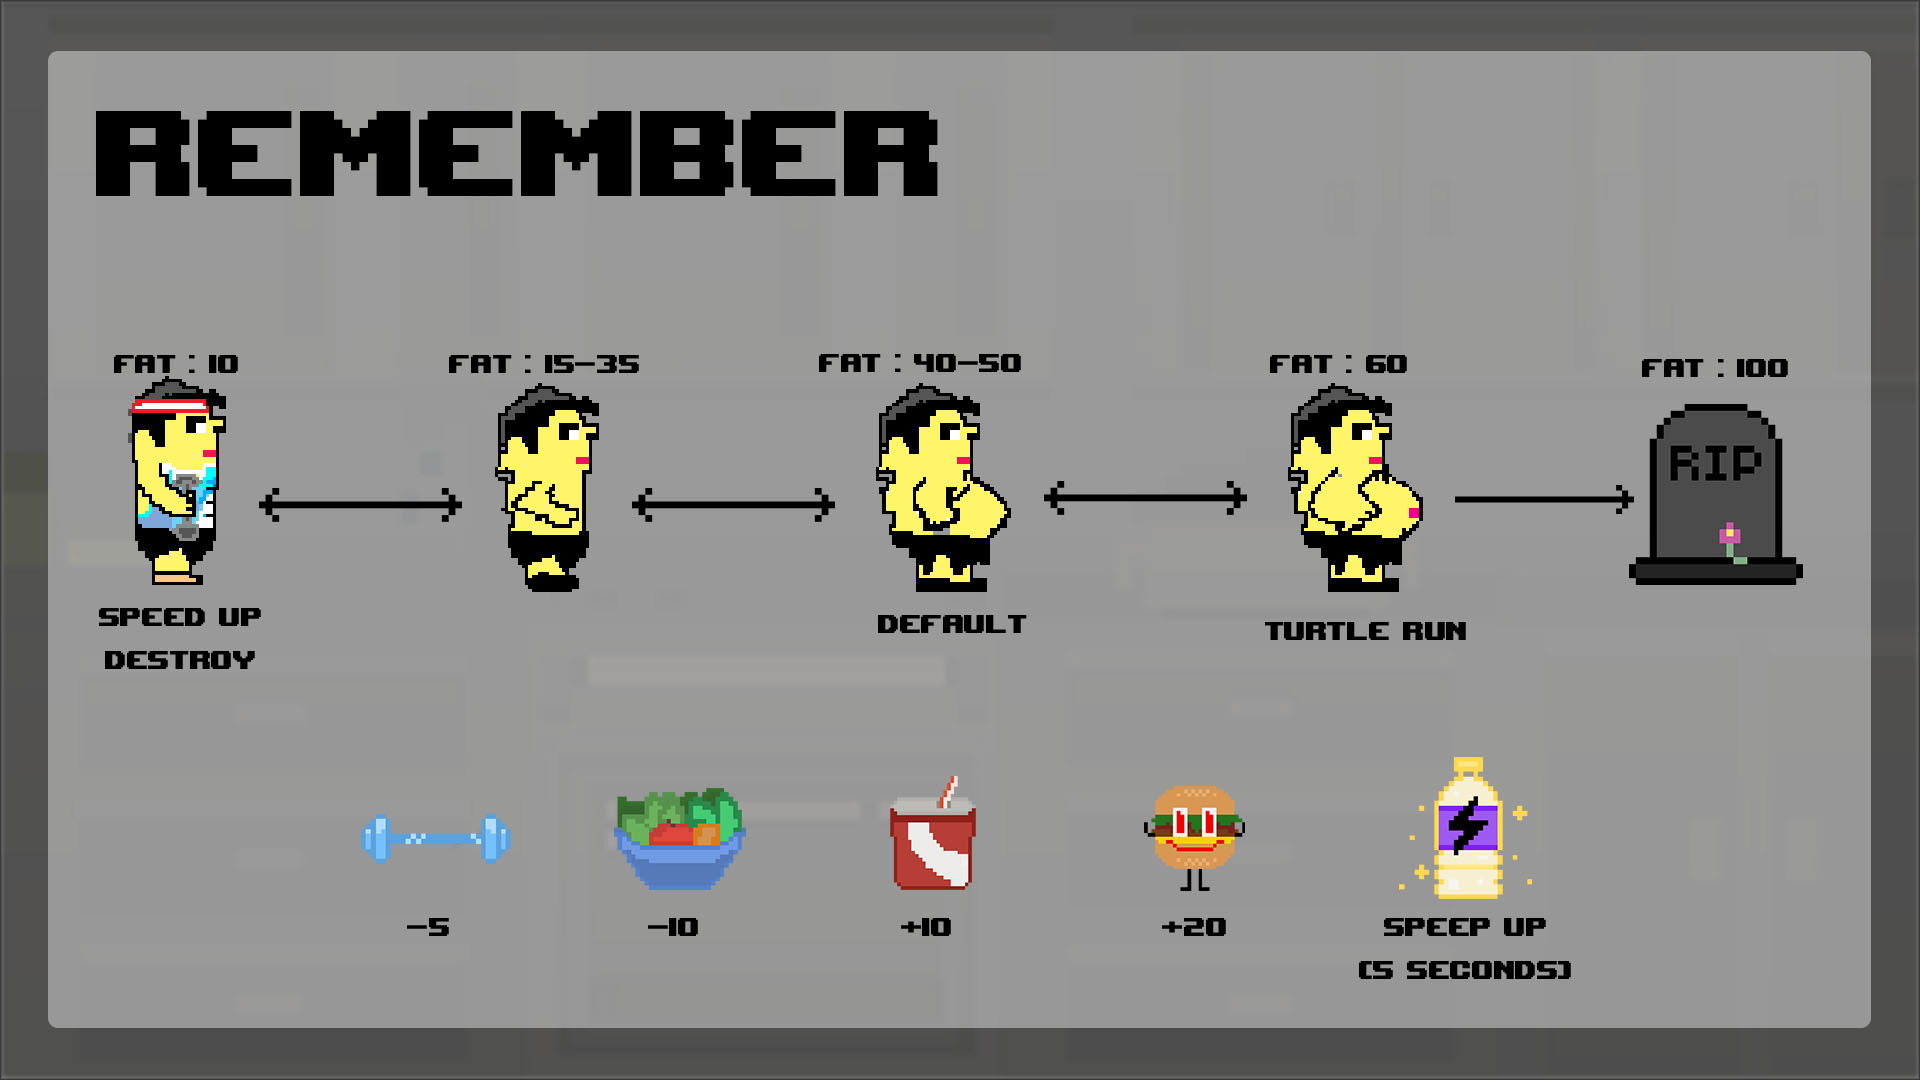 REMEMBER
FAT : 10
FAT : 15-35
FAT : 40-50
FAT : 60
FAT : 100
RIP
SPEED UP
DESTROY
DEFAULT
TURTLE RUN
-5
-10
+10
+20
SPEEP UP
(5 SECONDS)